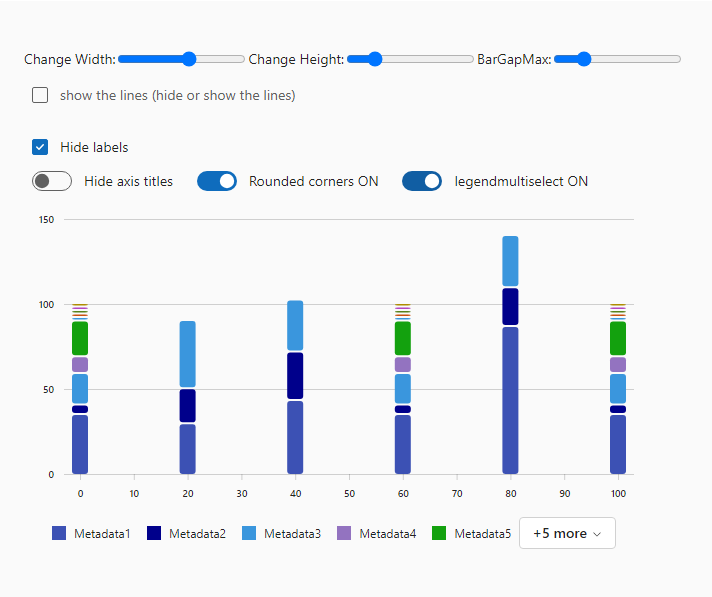 Change Width: Change Height: BarGapMax:
show the lines (hide or show the lines)
Hide labels
Hide axis titles Rounded corners ON legendmultiselect ON
150
100
50
0
0 10 20 30 40 50 60 70 80 90 100
Metadata1 Metadata2 Metadata3 Metadata4 Metadata5 +5 more